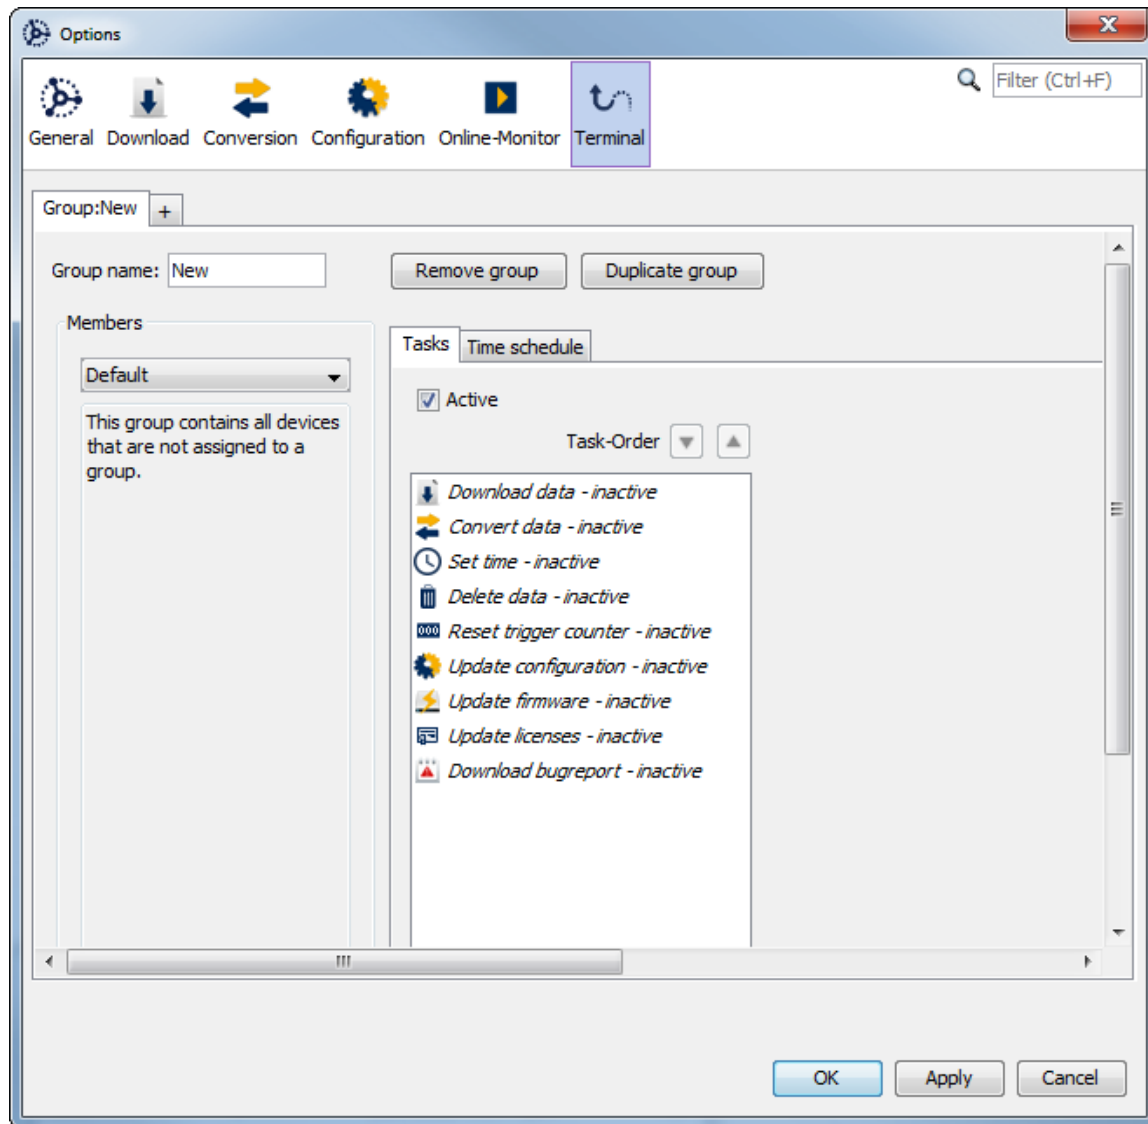 Options
Filter (Ctrl+F)
General Download Conversion Configuration Online-Monitor Terminal
Group:New +
Group name: New Remove group Duplicate group
Members
Default
This group contains all devices
that are not assigned to a
group.
Tasks Time schedule
Active
Task-Order
Download data - inactive
Convert data - inactive
Set time - inactive
Delete data - inactive
000 Reset trigger counter - inactive
Update configuration - inactive
Update firmware - inactive
Update licenses - inactive
Download bugreport - inactive
OK Apply Cancel